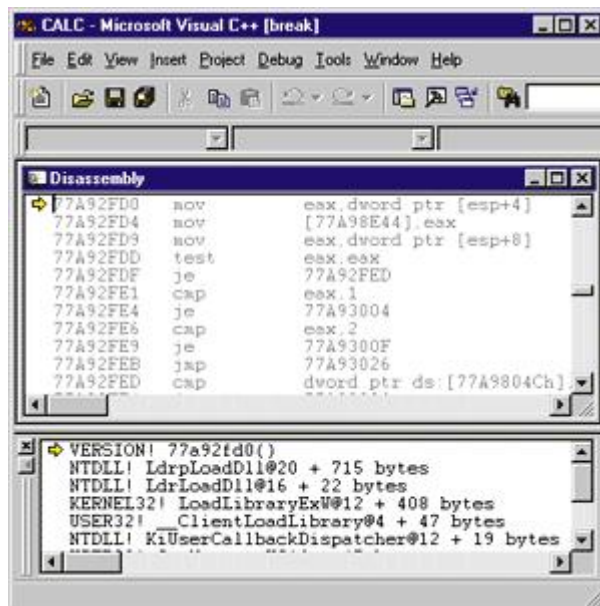 CALC - Microsoft Visual C++ [break]
File Edit View Insert Project Debug Tools Window Help
Disassembly
77A92FD0 mov eax,dword ptr [esp+4]
77A92FD4 mov [77A98E44],eax
77A92FD9 mov eax,dword ptr [esp+8]
77A92FDD test eax,eax
77A92FDF je 77A92FED
77A92FE1 cmp eax,1
77A92FE4 je 77A93004
77A92FE6 cmp eax,2
77A92FE9 je 77A9300F
77A92FEB jmp 77A93026
77A92FED cmp dword ptr ds:[77A9804Ch],
VERSION! 77a92fd0()
NTDLL! LdrpLoadDll@20 + 715 bytes
NTDLL! LdrLoadDll@16 + 22 bytes
KERNEL32! LoadLibraryExW@12 + 408 bytes
USER32! __ClientLoadLibrary@4 + 47 bytes
NTDLL! KiUserCallbackDispatcher@12 + 19 bytes